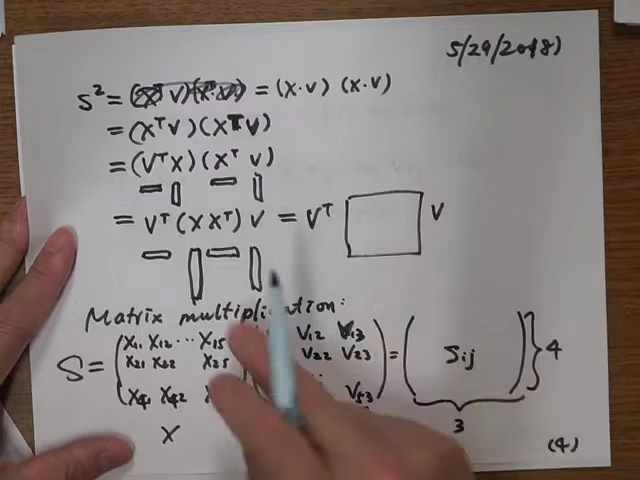 5/29/2018)
S² = (X·V) (X·V)
= (XᵀV)(XᵀV)
= (VᵀX)(Xᵀ V)
= Vᵀ(XXᵀ)V = Vᵀ V
Matrix multiplication:
S = (X₁₁ X₁₂ ... X₁₅ V₁₂ V₁₃) = (Sᵢⱼ) } 4
X₂₁ X₂₂ X₂₅ V₂₂ V₂₃
X₄₁ X₄₂ V₅₃
X 3
(4)